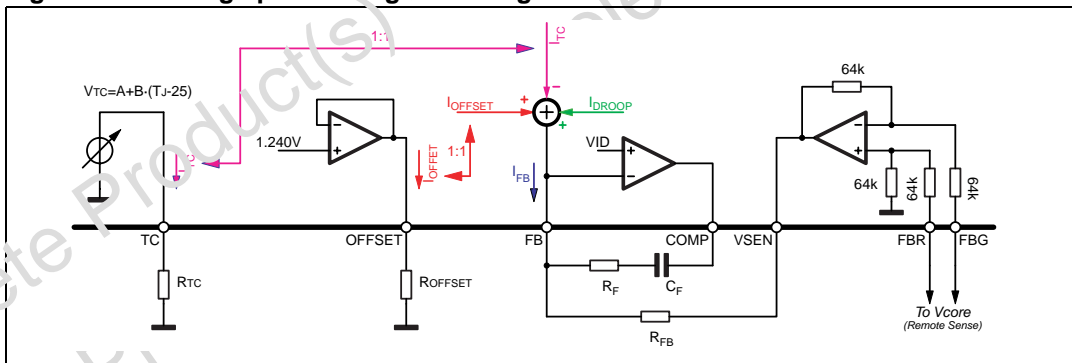 1:1
ITC
VTC=A+B·(TJ-25)
64k
IOFFSET
+
−
+
IDROOP
+
1.240V
−
+
ITC
IOFFET
1:1
IFB
VID
+
−
−
+
64k
64k
64k
TC
OFFSET
FB
COMP
VSEN
FBR
FBG
RTC
ROFFSET
RF
CF
RFB
To Vcore
(Remote Sense)